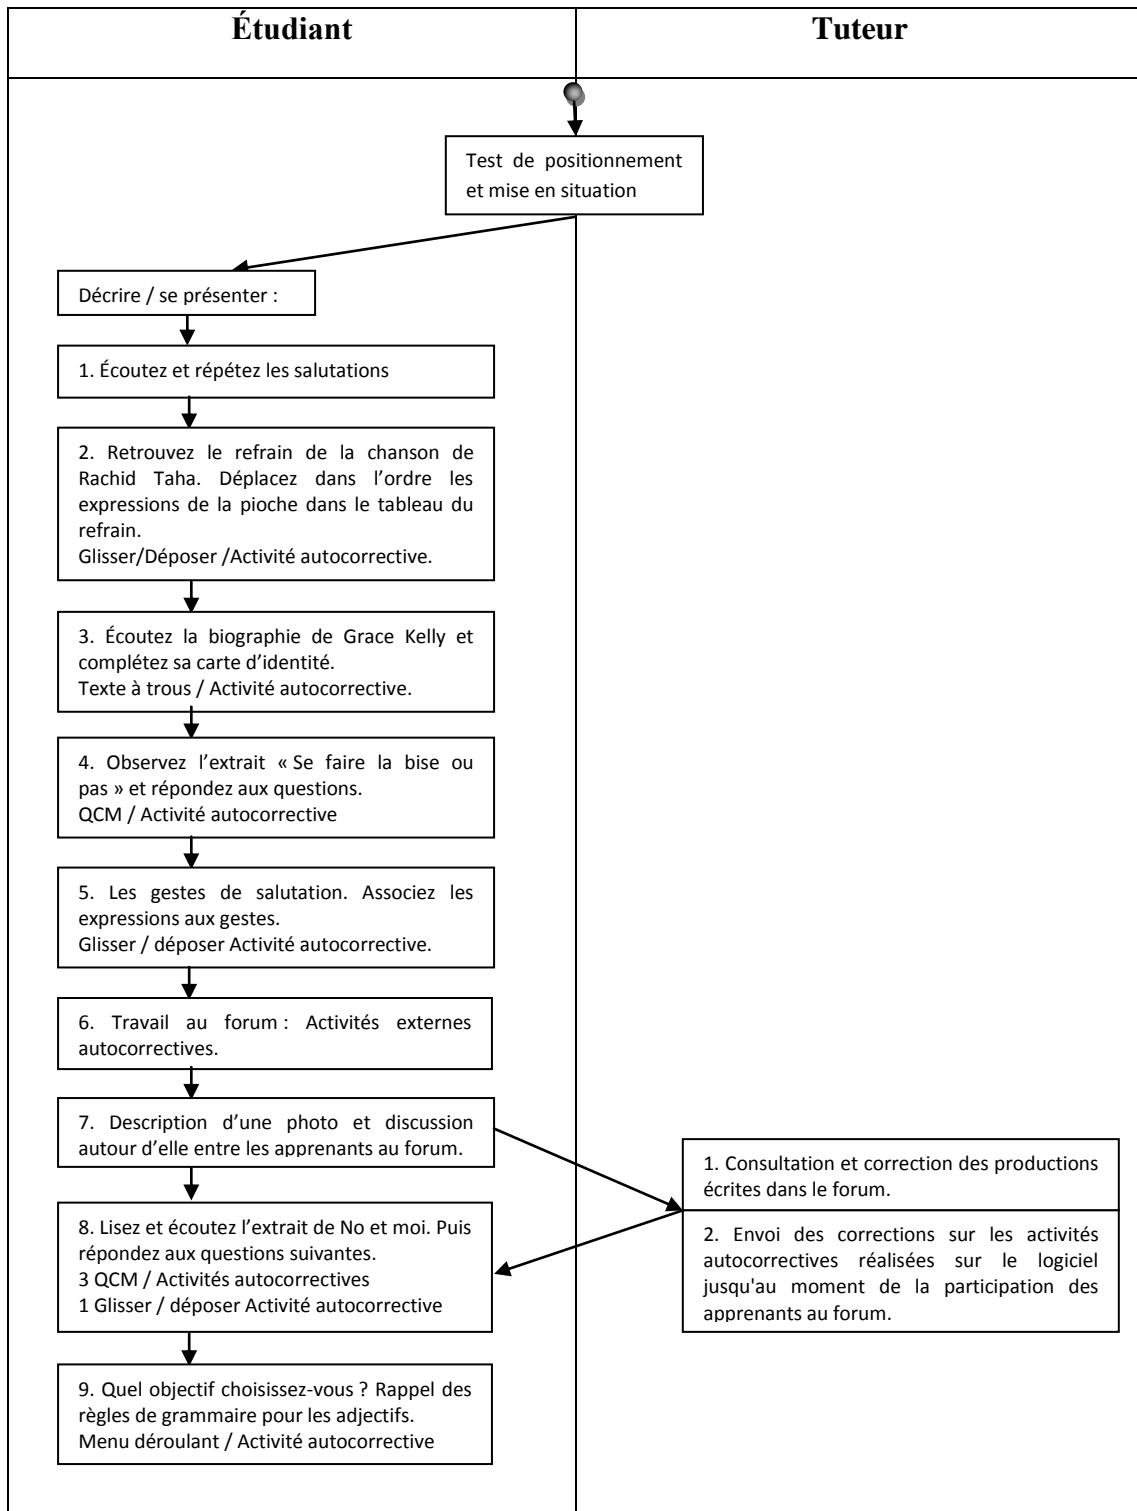 Étudiant
Tuteur
Test de positionnement
et mise en situation
Décrire / se présenter :
1. Écoutez et répétez les salutations
2. Retrouvez le refrain de la chanson de
Rachid Taha. Déplacez dans l’ordre les
expressions de la pioche dans le tableau du
refrain.
Glisser/Déposer /Activité autocorrective.
3. Écoutez la biographie de Grace Kelly et
complétez sa carte d’identité.
Texte à trous / Activité autocorrective.
4. Observez l’extrait « Se faire la bise ou
pas » et répondez aux questions.
QCM / Activité autocorrective
5. Les gestes de salutation. Associez les
expressions aux gestes.
Glisser / déposer Activité autocorrective.
6. Travail au forum : Activités externes
autocorrectives.
7. Description d’une photo et discussion
autour d’elle entre les apprenants au forum.
1. Consultation et correction des productions
écrites dans le forum.
2. Envoi des corrections sur les activités
autocorrectives réalisées sur le logiciel
jusqu'au moment de la participation des
apprenants au forum.
8. Lisez et écoutez l’extrait de No et moi. Puis
répondez aux questions suivantes.
3 QCM / Activités autocorrectives
1 Glisser / déposer Activité autocorrective
9. Quel objectif choisissez-vous ? Rappel des
règles de grammaire pour les adjectifs.
Menu déroulant / Activité autocorrective